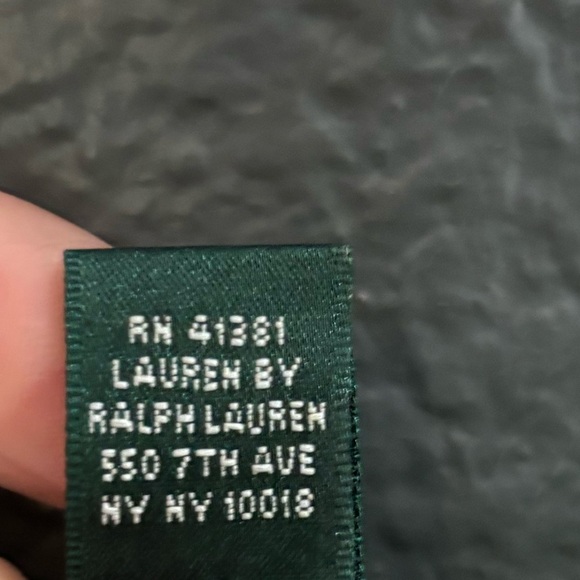 RN 41381
LAUREN BY
RALPH LAUREN
550 7TH AVE
NY NY 10018